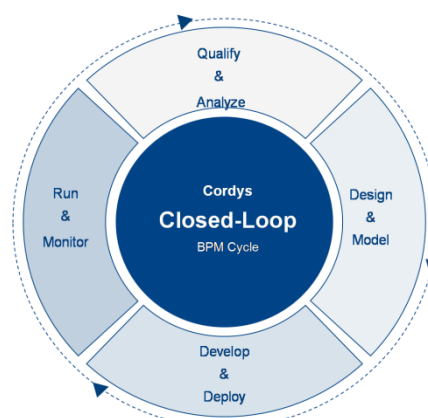 Qualify
&
Analyze
Run
&
Monitor
Cordys
Closed-Loop
BPM Cycle
Design
&
Model
Develop
&
Deploy